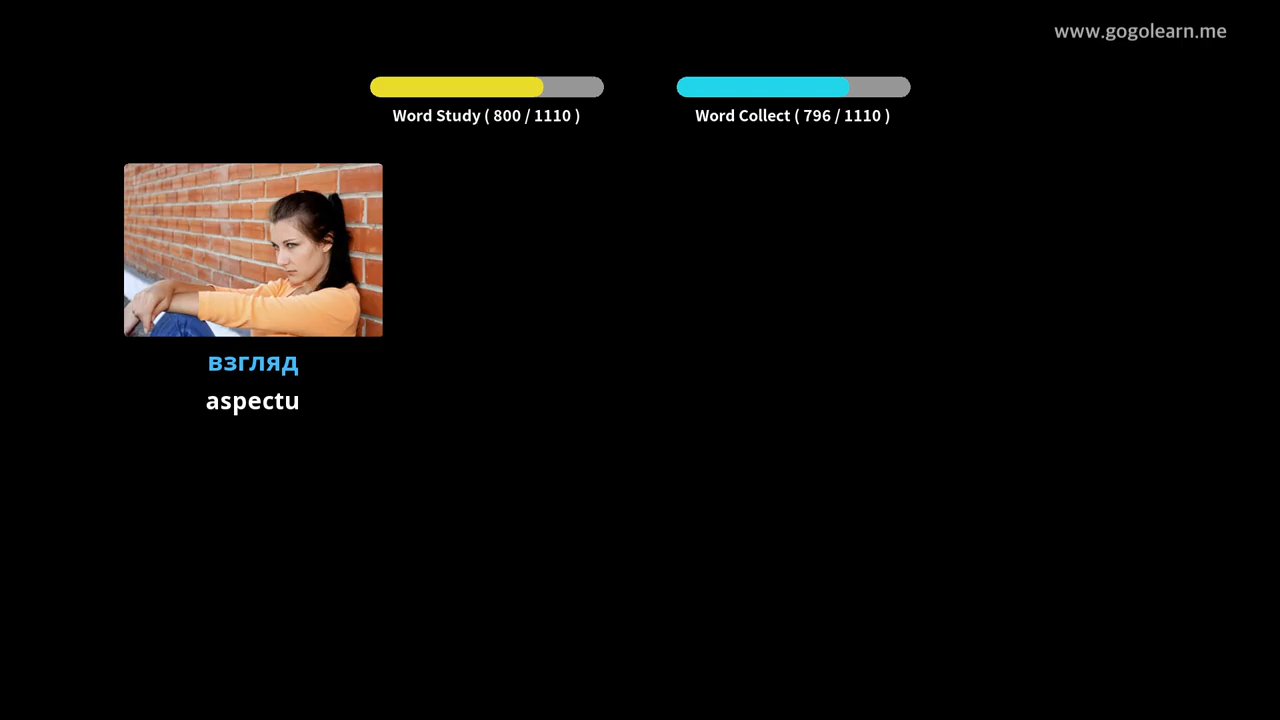 www.gogolearn.me
Word Study ( 800 / 1110 )
Word Collect ( 796 / 1110 )
взгляд
aspectu